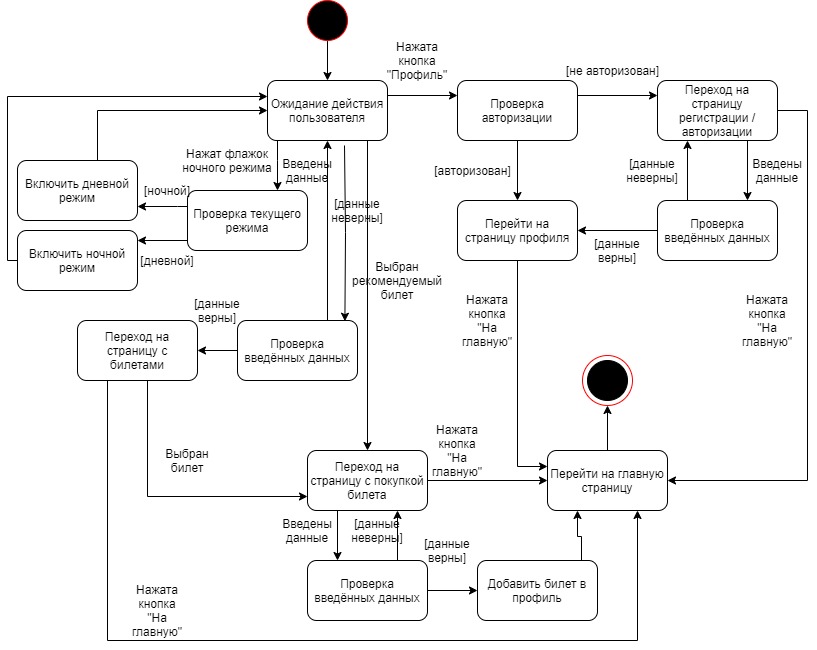 Нажата
кнопка
"Профиль"
[не авторизован]
Ожидание действия
пользователя
Проверка
авторизации
Переход на
страницу
регистрации /
авторизации
Нажат флажок
ночного режима
Введены
данные
[авторизован]
[данные
неверны]
Введены
данные
Включить дневной
режим
[ночной]
Проверка текущего
режима
[данные
неверны]
Перейти на
страницу профиля
Проверка
введённых данных
[данные
верны]
Включить ночной
режим
[дневной]
Выбран
рекомендуемый
билет
[данные
верны]
Нажата
кнопка
"На
главную"
Нажата
кнопка
"На
главную"
Переход на
страницу с
билетами
Проверка
введённых данных
Выбран
билет
Нажата
кнопка
"На
главную"
Переход на
страницу с покупкой
билета
Перейти на главную
страницу
Введены
данные
[данные
неверны]
[данные
верны]
Проверка
введённых данных
Добавить билет в
профиль
Нажата
кнопка
"На
главную"